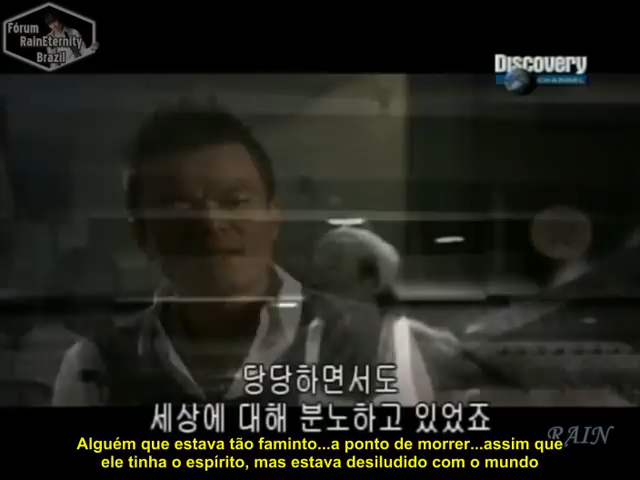 Fórum
RainEternity
Brazil
Discovery
CHANNEL
당당하면서도
세상에 대해 분노하고 있었죠
RAIN
Alguém que estava tão faminto...a ponto de morrer...assim que
ele tinha o espírito, mas estava desiludido com o mundo